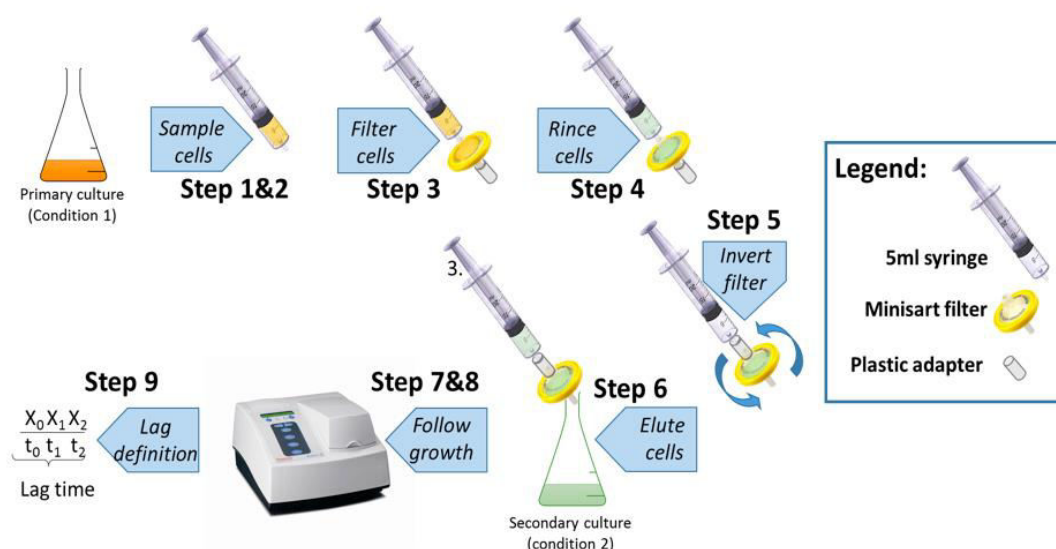 Sample
cells
Filter
cells
Rince
cells
Step 1&2
Step 3
Step 4
Primary culture
(Condition 1)
Legend:
5ml syringe
Minisart filter
Plastic adapter
Step 5
Invert
filter
3.
Step 9
Step 7&8
Step 6
X0 X1 X2
t0 t1 t2
Lag time
Lag
definition
Follow
growth
Elute
cells
Secondary culture
(condition 2)